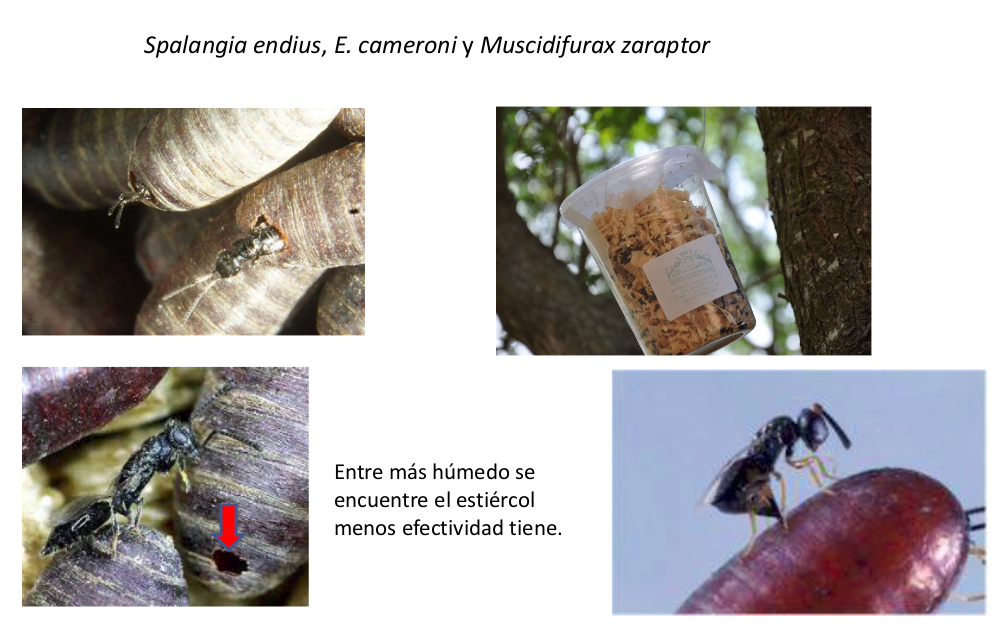 Spalangia endius, E. cameroni y Muscidifurax zaraptor
Entre más húmedo se
encuentre el estiércol
menos efectividad tiene.